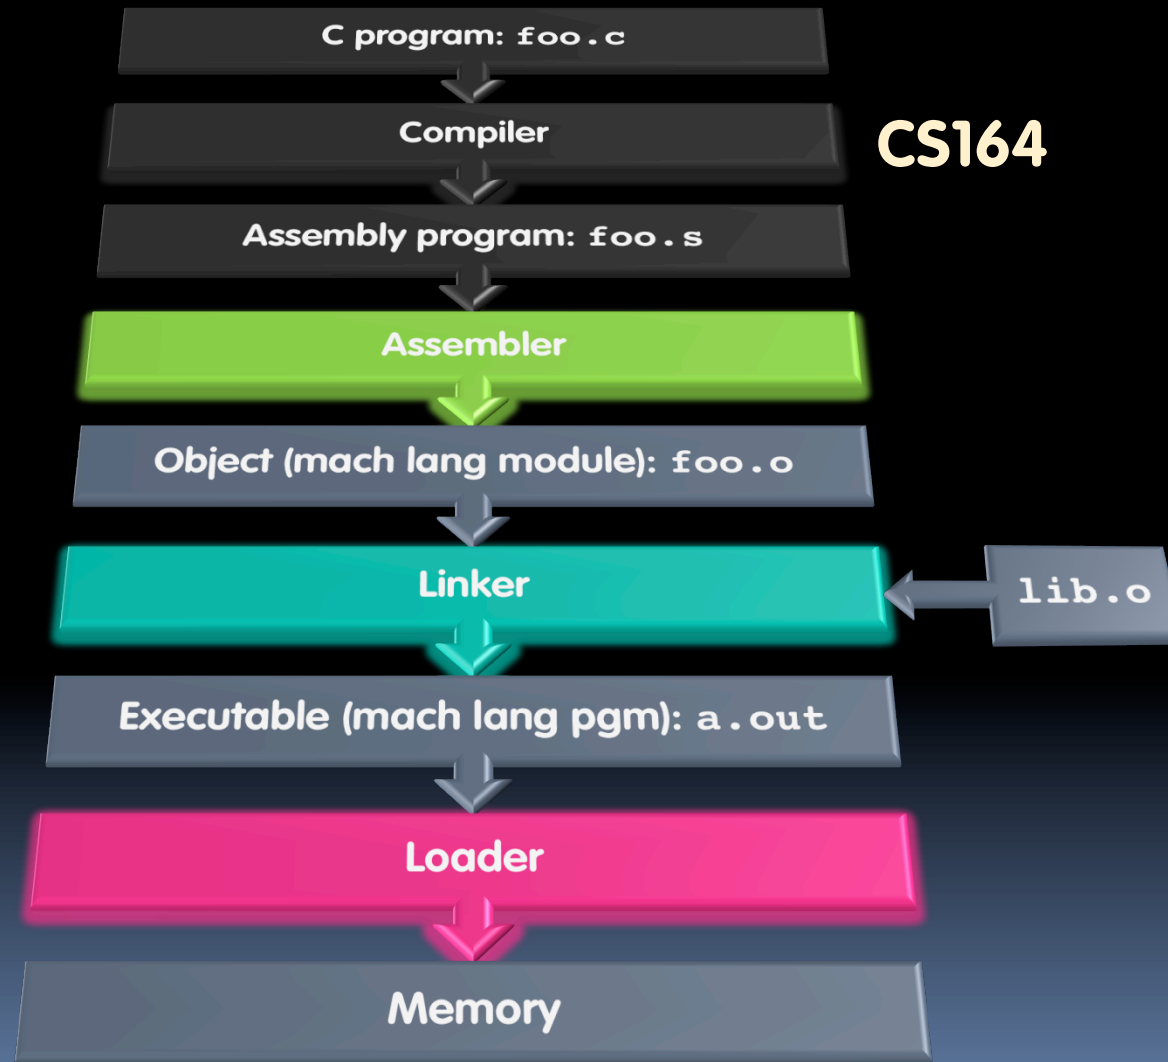 C program: foo.c
Compiler
CS164
Assembly program: foo.s
Assembler
Object (mach lang module): foo.o
Linker
lib.o
Executable (mach lang pgm): a.out
Loader
Memory